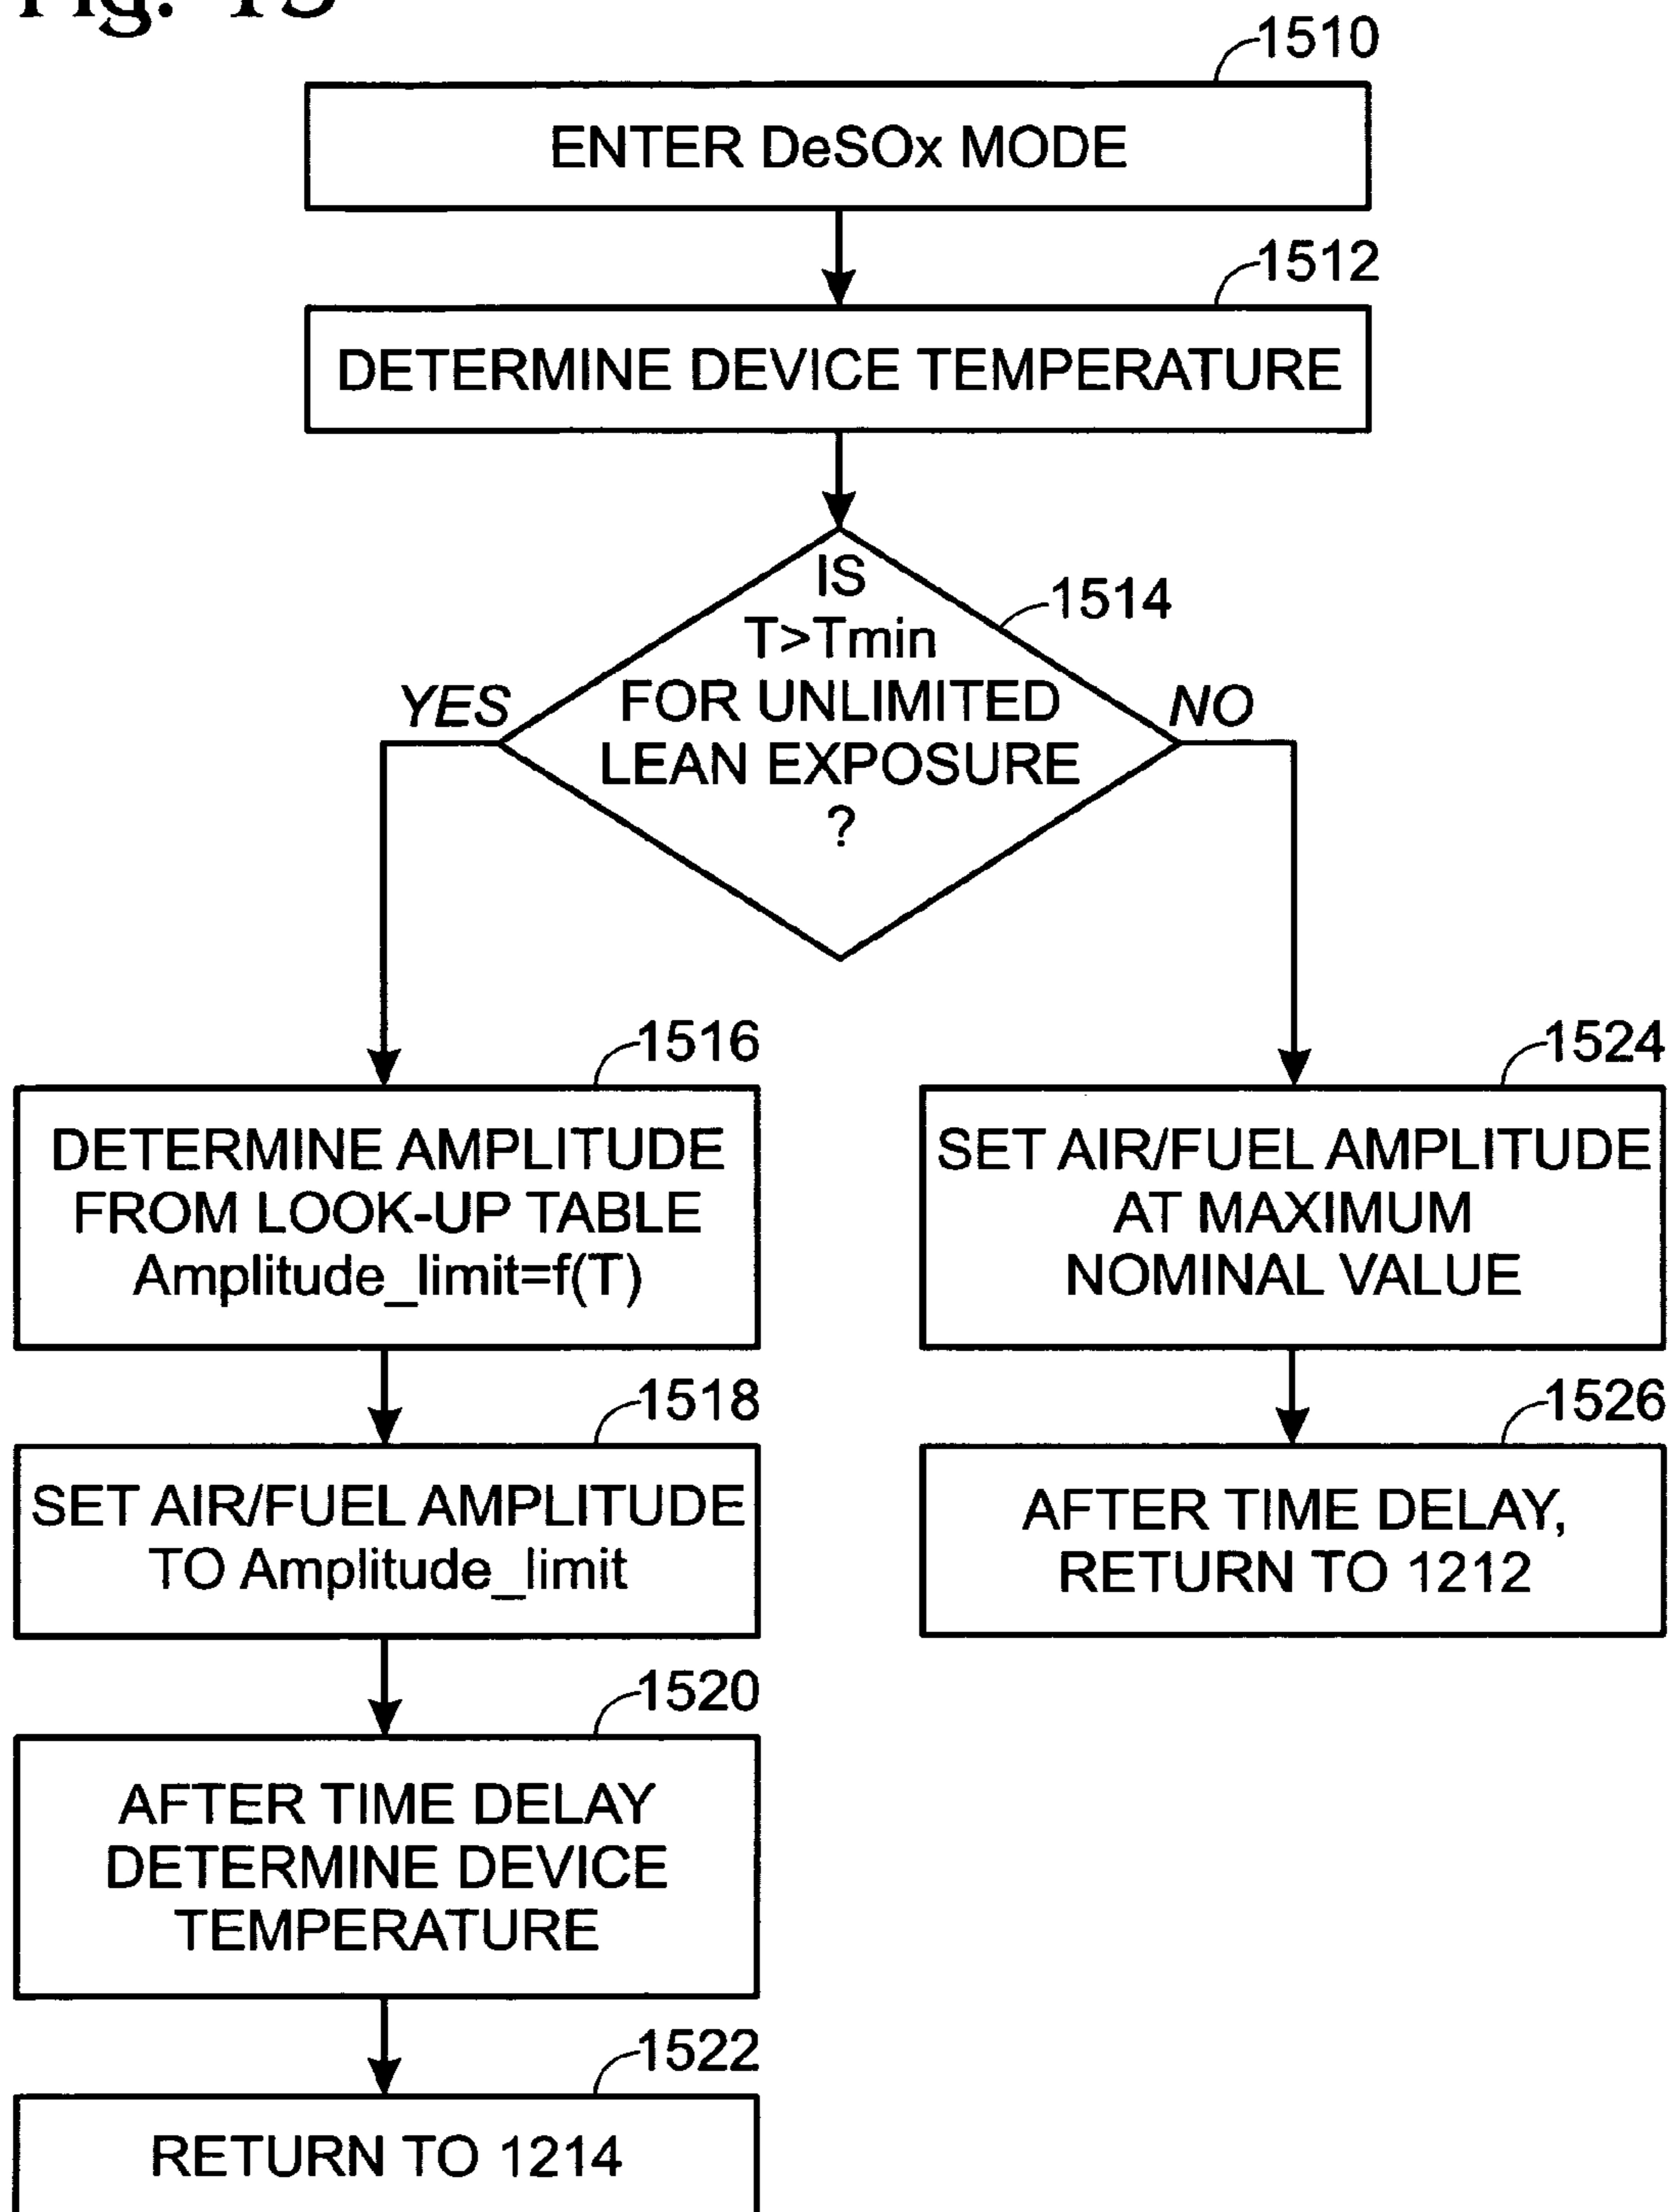 Fig. 15
1510
ENTER DeSOx MODE
1512
DETERMINE DEVICE TEMPERATURE
1514
IS
T>Tmin
FOR UNLIMITED
LEAN EXPOSURE
?
YES
NO
1516
DETERMINE AMPLITUDE
FROM LOOK-UP TABLE
Amplitude_limit=f(T)
1524
SET AIR/FUEL AMPLITUDE
AT MAXIMUM
NOMINAL VALUE
1518
SET AIR/FUEL AMPLITUDE
TO Amplitude_limit
1526
AFTER TIME DELAY,
RETURN TO 1212
1520
AFTER TIME DELAY
DETERMINE DEVICE
TEMPERATURE
1522
RETURN TO 1214